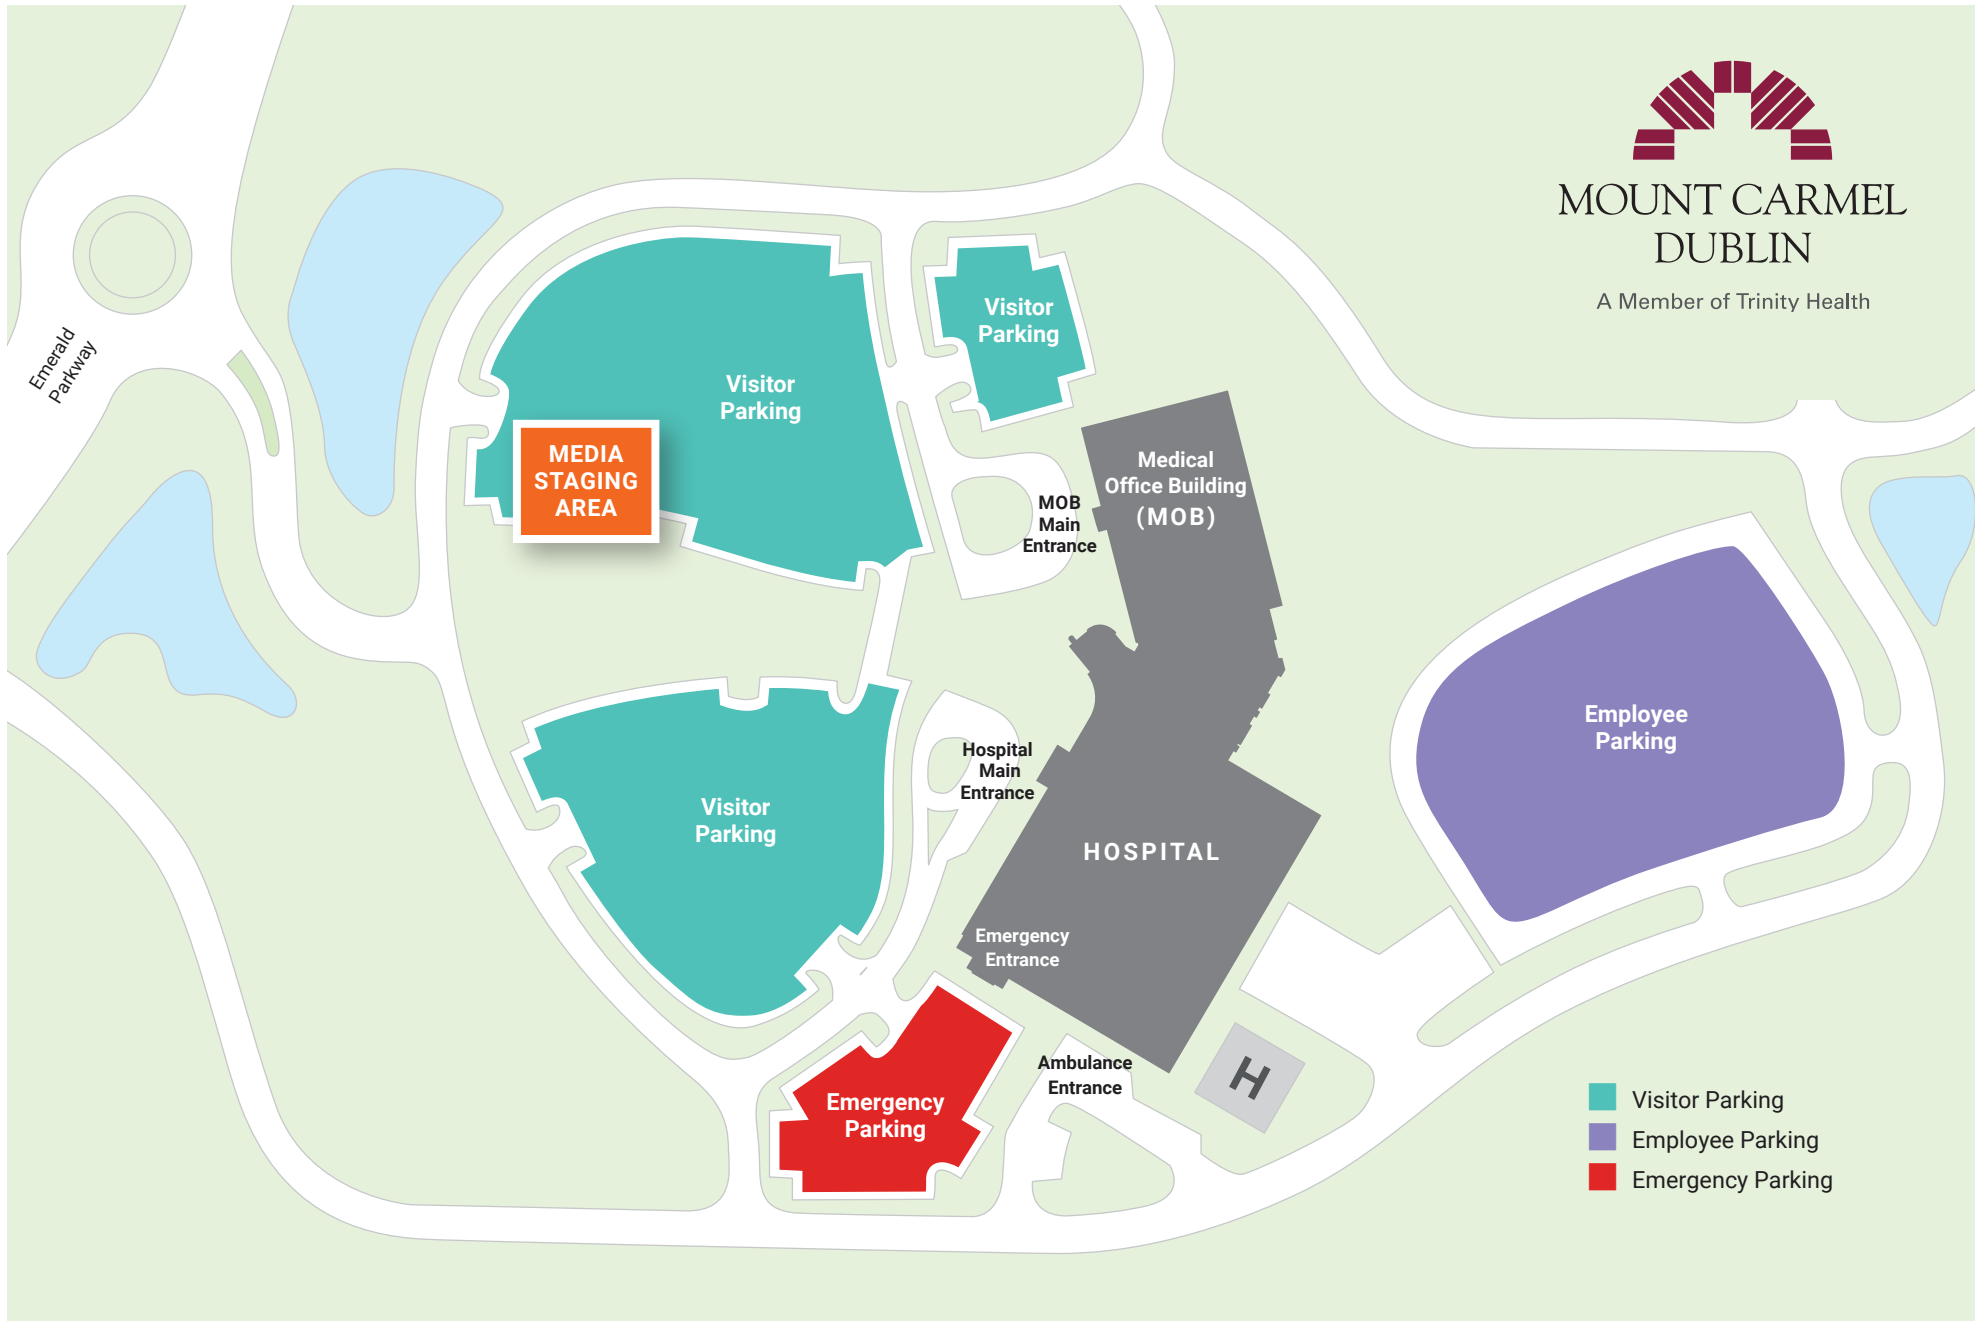 MOUNT CARMEL
DUBLIN
A Member of Trinity Health
Emerald
Parkway
Visitor
Parking
Visitor
Parking
MEDIA
STAGING
AREA
Medical
Office Building
(MOB)
MOB
Main
Entrance
Employee
Parking
Hospital
Main
Entrance
Visitor
Parking
HOSPITAL
Emergency
Entrance
Ambulance
Entrance
H
Emergency
Parking
Visitor Parking
Employee Parking
Emergency Parking